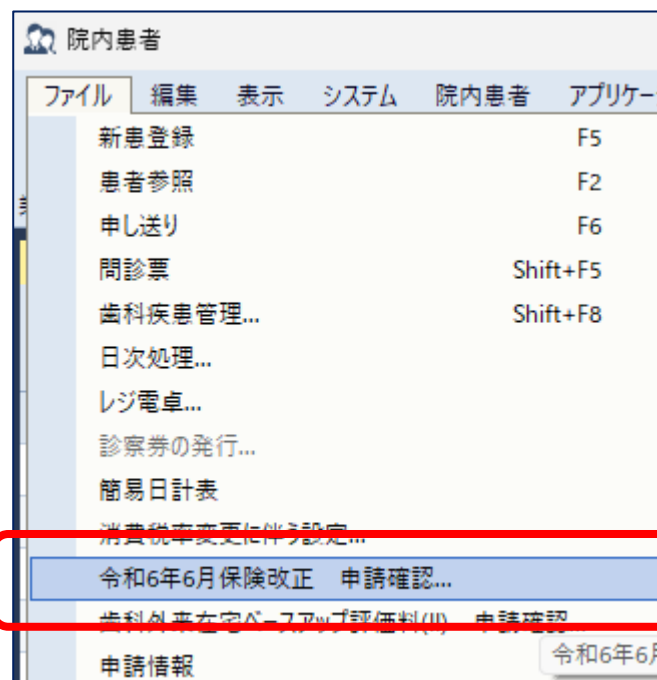 院内患者
ファイル 編集 表示 システム 院内患者 アプリケー
新患登録 F5
患者参照 F2
申し送り F6
問診票 Shift+F5
歯科疾患管理... Shift+F8
日次処理...
レジ電卓...
診察券の発行...
簡易日計表
消費税率変更に伴う設定...
令和6年6月保険改正 申請確認...
歯科外来在宅ベースアップ評価料(II) 申請確認...
申請情報 令和6年6月